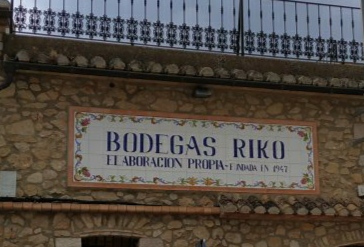 BODEGAS RIKO
ELABORACION PROPIA-FUNDADA EN 1947